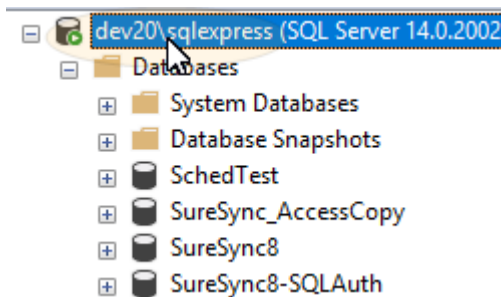 dev20\sqlexpress (SQL Server 14.0.2002
Databases
System Databases
Database Snapshots
SchedTest
SureSync_AccessCopy
SureSync8
SureSync8-SQLAuth